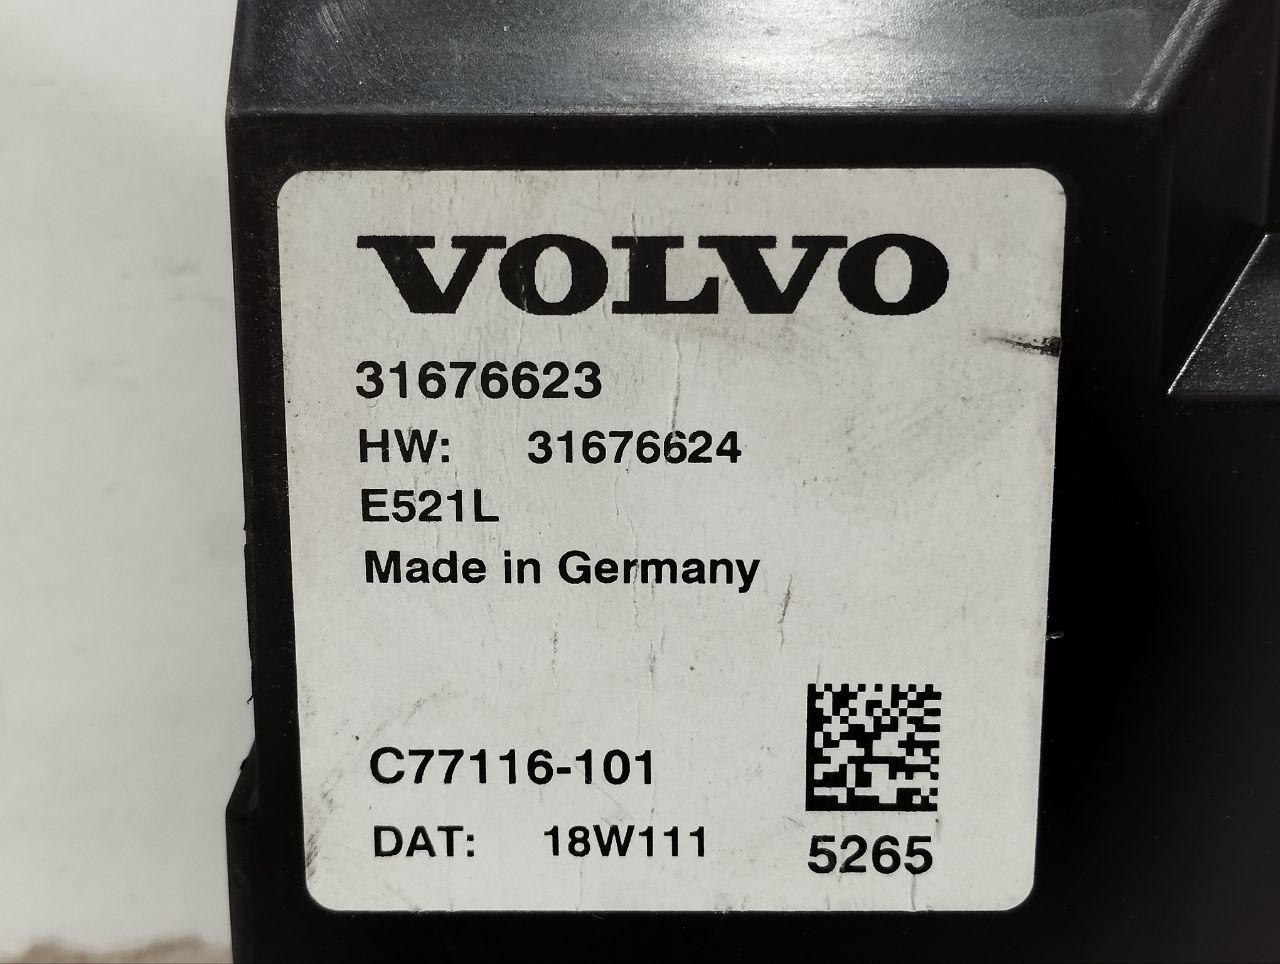 VOLVO
31676623
HW: 31676624
E521L
Made in Germany
C77116-101
DAT: 18W111
5265